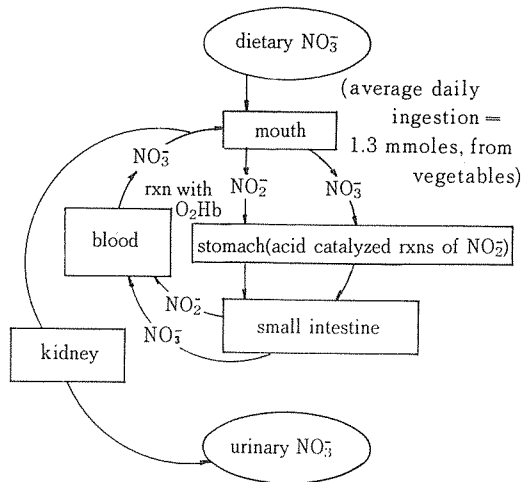 dietary NO₃⁻
(average daily
ingestion =
1.3 mmoles, from
vegetables)
mouth
NO₃⁻
NO₂⁻
NO₃⁻
rxn with
O₂Hb
blood
stomach(acid catalyzed rxns of NO₂⁻)
NO₂⁻
small intestine
NO₃⁻
kidney
urinary NO₃⁻